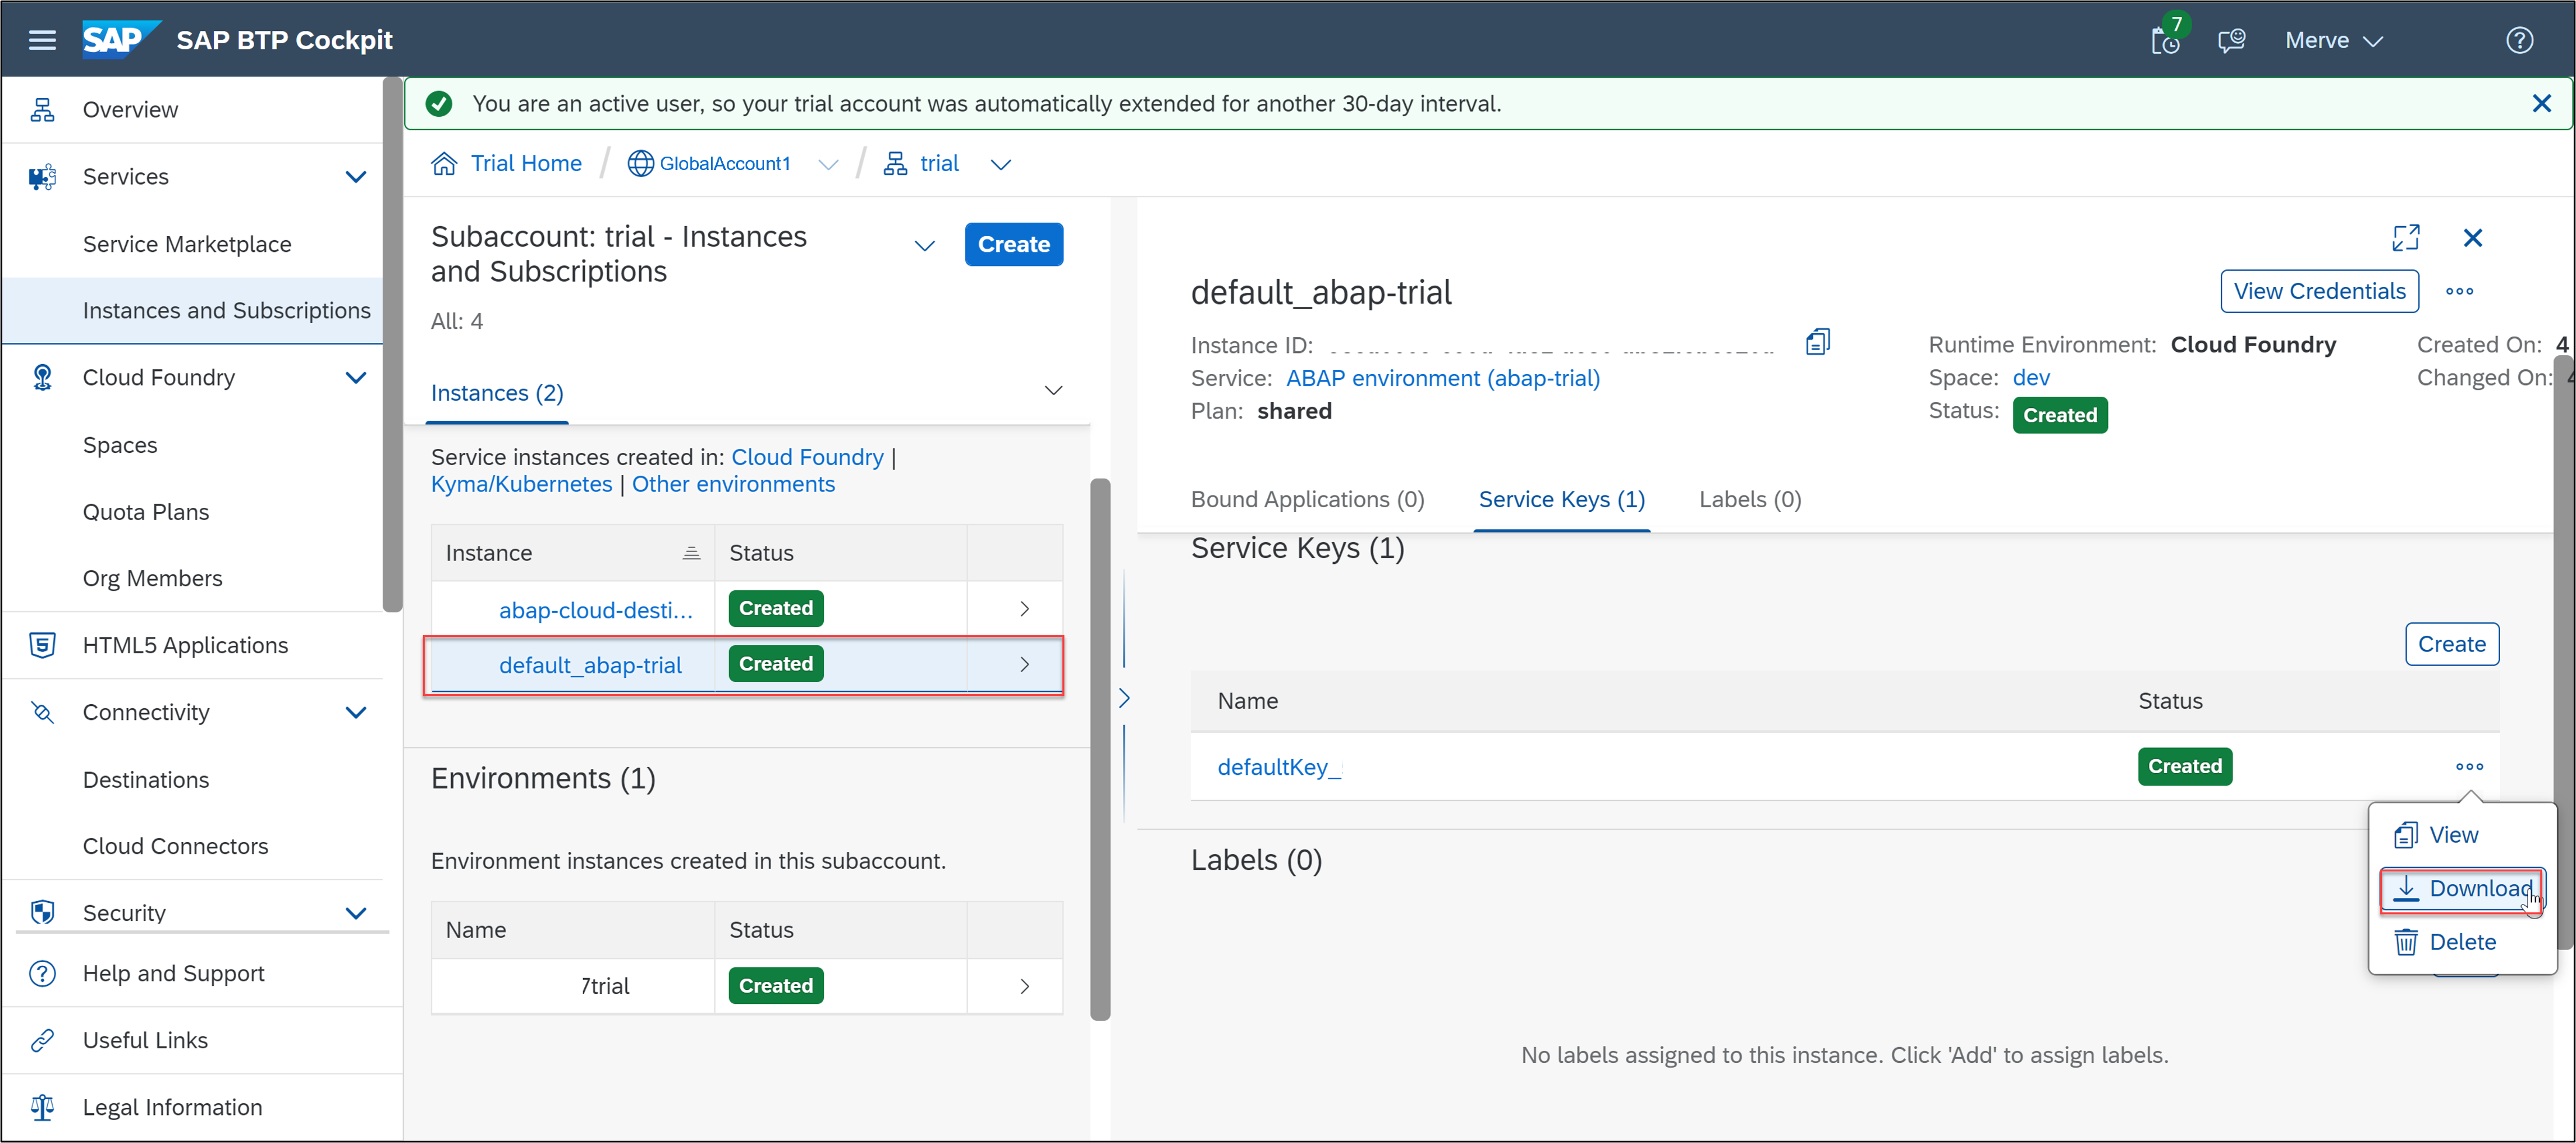 SAP SAP BTP Cockpit
7
Merve
Overview
Services
Service Marketplace
Instances and Subscriptions
Cloud Foundry
Spaces
Quota Plans
Org Members
HTML5 Applications
Connectivity
Destinations
Cloud Connectors
Security
Help and Support
Useful Links
Legal Information
You are an active user, so your trial account was automatically extended for another 30-day interval.
Trial Home / GlobalAccount1 / trial
Subaccount: trial - Instances
and Subscriptions
Create
All: 4
Instances (2)
Service instances created in: Cloud Foundry |
Kyma/Kubernetes | Other environments
Instance Status
abap-cloud-desti... Created
default_abap-trial Created
Environments (1)
Environment instances created in this subaccount.
Name Status
7trial Created
default_abap-trial
View Credentials
Instance ID:
Service: ABAP environment (abap-trial)
Plan: shared
Runtime Environment: Cloud Foundry
Space: dev
Status: Created
Created On: 4
Changed On:
Bound Applications (0) Service Keys (1) Labels (0)
Service Keys (1)
Create
Name Status
defaultKey_ Created
View
Download
Delete
Labels (0)
No labels assigned to this instance. Click 'Add' to assign labels.